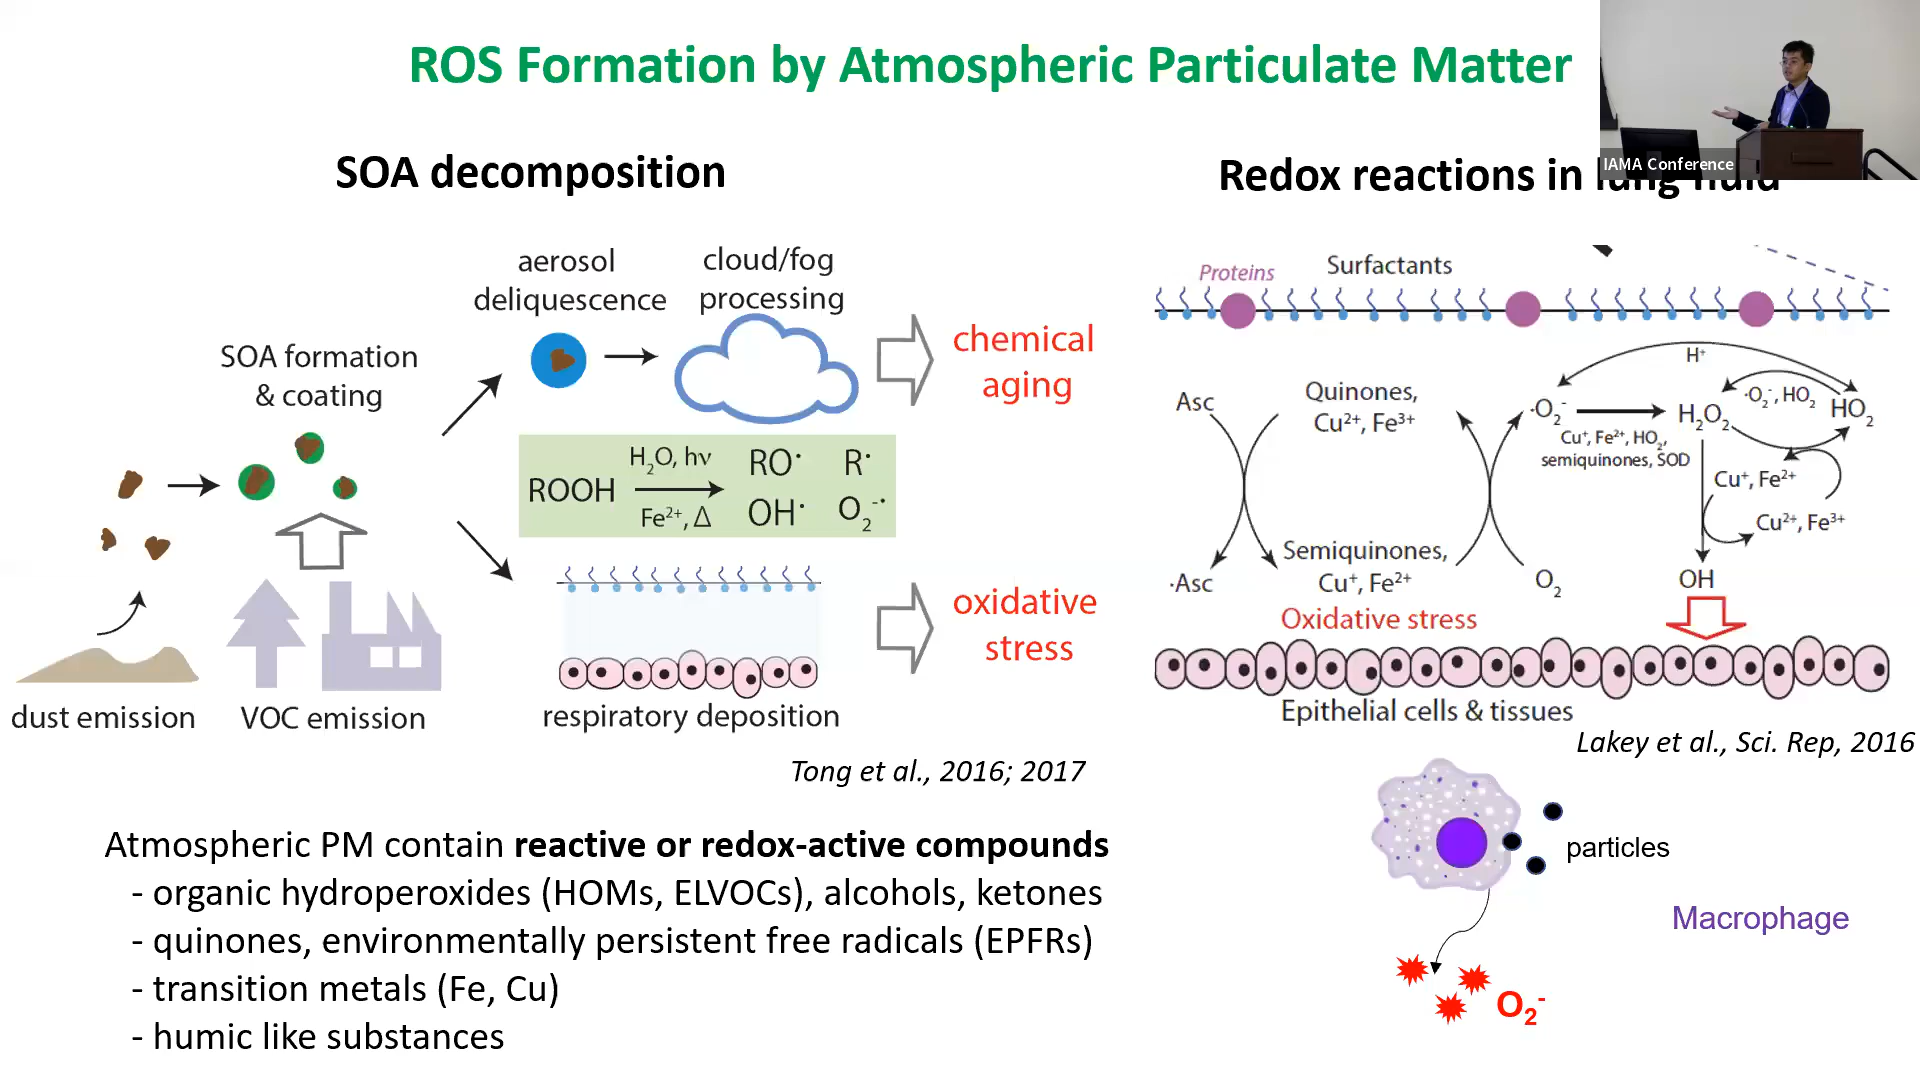 ROS Formation by Atmospheric Particulate Matter
IAMA Conference
SOA decomposition
aerosol
deliquescence
cloud/fog
processing
SOA formation
& coating
chemical
aging
ROOH
H₂O, hν
Fe²⁺, Δ
RO· R·
OH· O₂⁻·
dust emission
VOC emission
respiratory deposition
oxidative
stress
Tong et al., 2016; 2017
Redox reactions in lung fluid
Proteins
Surfactants
H⁺
Asc
Quinones,
Cu²⁺, Fe³⁺
·O₂⁻
H₂O₂
·O₂⁻, HO₂
HO₂
Cu⁺, Fe²⁺, HO₂,
semiquinones, SOD
Cu⁺, Fe²⁺
Cu²⁺, Fe³⁺
·Asc
Semiquinones,
Cu⁺, Fe²⁺
O₂
OH
Oxidative stress
Epithelial cells & tissues
Lakey et al., Sci. Rep, 2016
particles
Macrophage
O₂⁻
Atmospheric PM contain reactive or redox-active compounds
- organic hydroperoxides (HOMs, ELVOCs), alcohols, ketones
- quinones, environmentally persistent free radicals (EPFRs)
- transition metals (Fe, Cu)
- humic like substances